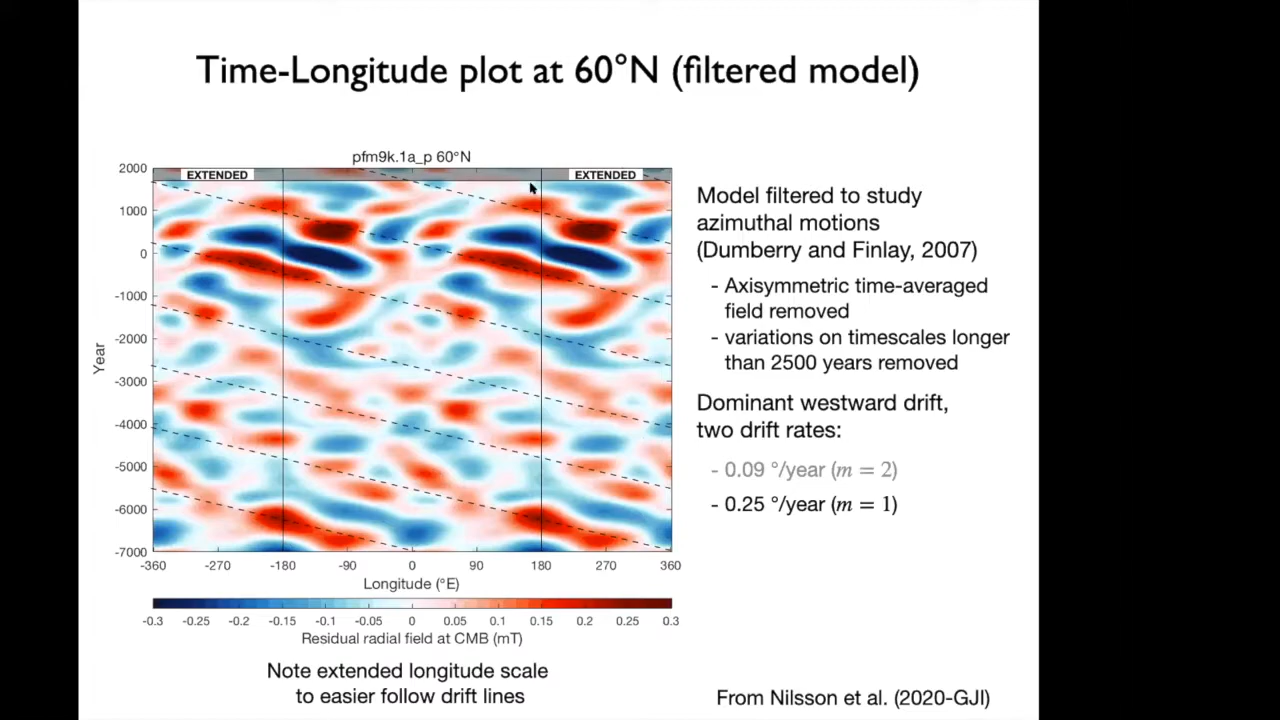 Time-Longitude plot at 60°N (filtered model)
pfm9k.1a_p 60°N
EXTENDED
EXTENDED
2000
1000
0
-1000
-2000
-3000
-4000
-5000
-6000
-7000
Year
-360
-270
-180
-90
0
90
180
270
360
Longitude (°E)
-0.3
-0.25
-0.2
-0.15
-0.1
-0.05
0
0.05
0.1
0.15
0.2
0.25
0.3
Residual radial field at CMB (mT)
Note extended longitude scale
to easier follow drift lines
Model filtered to study
azimuthal motions
(Dumberry and Finlay, 2007)
- Axisymmetric time-averaged
field removed
- variations on timescales longer
than 2500 years removed
Dominant westward drift,
two drift rates:
- 0.09 °/year (m = 2)
- 0.25 °/year (m = 1)
From Nilsson et al. (2020-GJI)